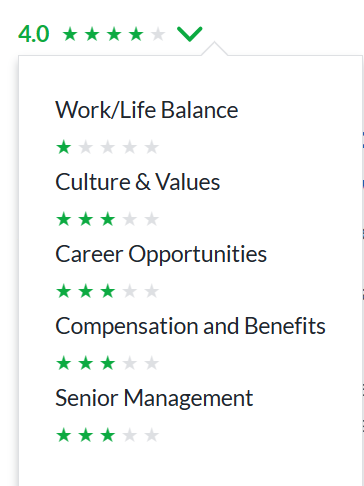 4.0
Work/Life Balance
Culture & Values
Career Opportunities
Compensation and Benefits
Senior Management